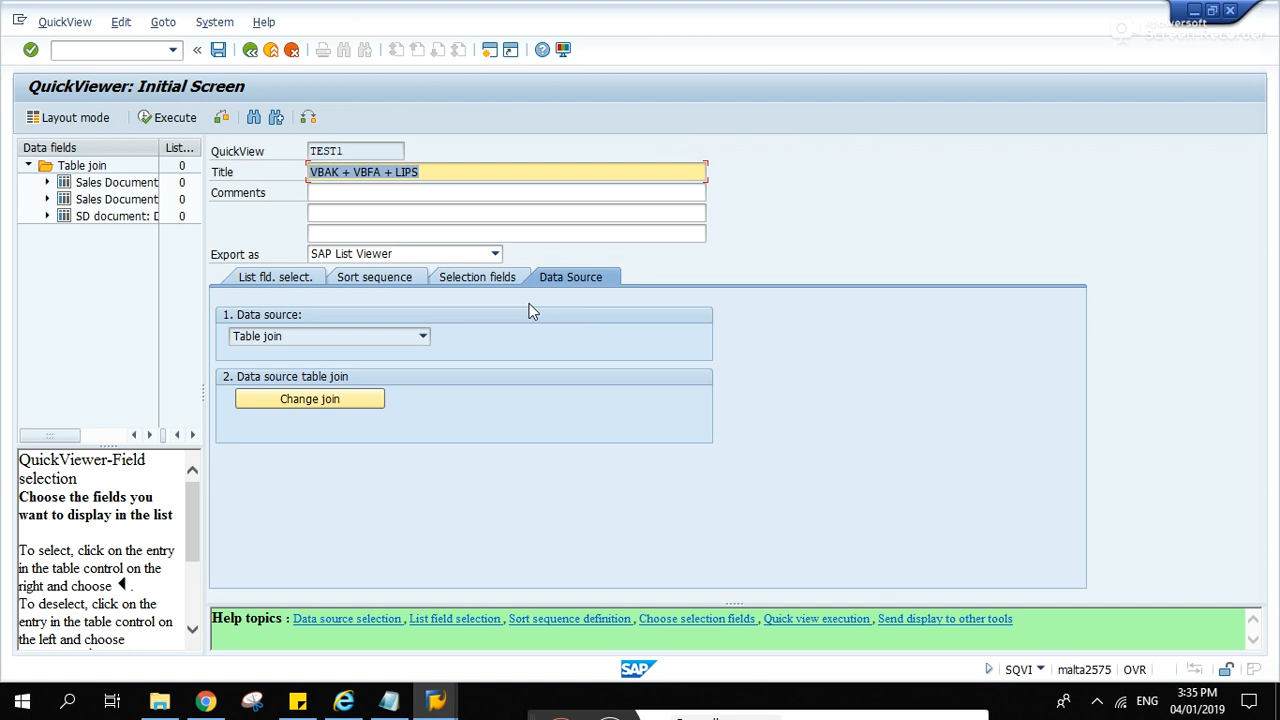 QuickView Edit Goto System Help
Apowersoft
Screen Recorder
QuickViewer: Initial Screen
Layout mode Execute
Data fields List...
Table join 0
Sales Document 0
Sales Document 0
SD document: D 0
QuickView TEST1
Title VBAK + VBFA + LIPS
Comments
Export as SAP List Viewer
List fld. select. Sort sequence Selection fields Data Source
1. Data source:
Table join
2. Data source table join
Change join
QuickViewer-Field
selection
Choose the fields you
want to display in the list
To select, click on the entry
in the table control on the
right and choose .
To deselect, click on the
entry in the table control
on the left and choose
Help topics : Data source selection , List field selection , Sort sequence definition , Choose selection fields , Quick view execution , Send display to other tools
SAP
SQVI malta2575 OVR
ENG
3:35 PM
04/01/2019